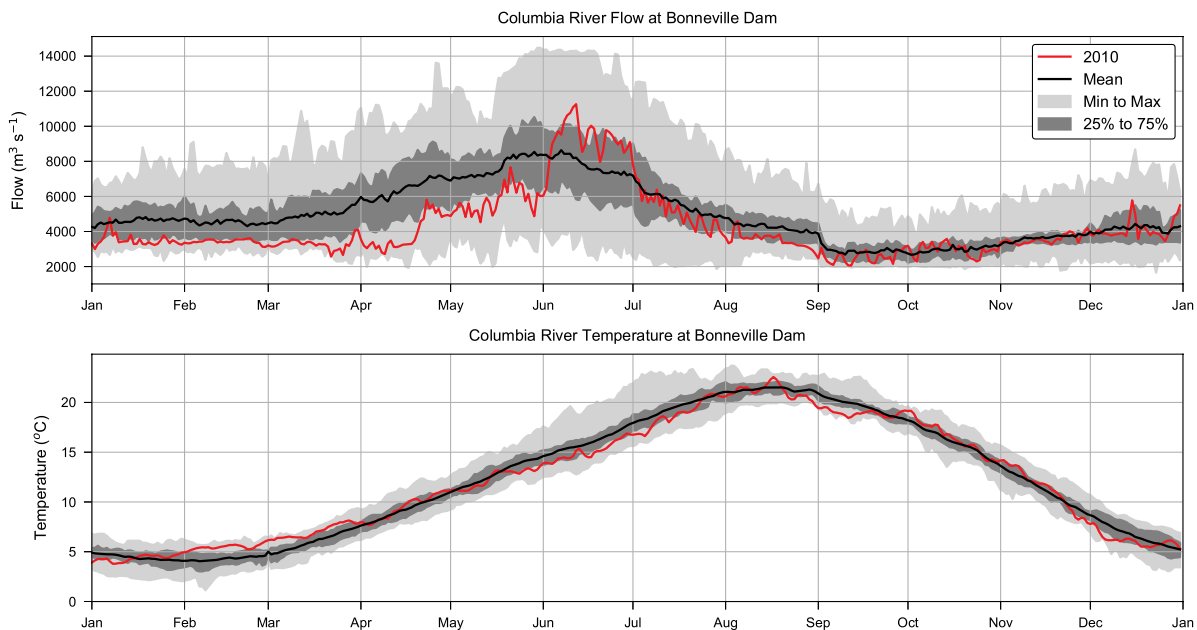 Columbia River Flow at Bonneville Dam
Flow (m³ s⁻¹)
14000
12000
10000
8000
6000
4000
2000
2010
Mean
Min to Max
25% to 75%
Jan Feb Mar Apr May Jun Jul Aug Sep Oct Nov Dec Jan
Columbia River Temperature at Bonneville Dam
Temperature (°C)
20
15
10
5
0
Jan Feb Mar Apr May Jun Jul Aug Sep Oct Nov Dec Jan